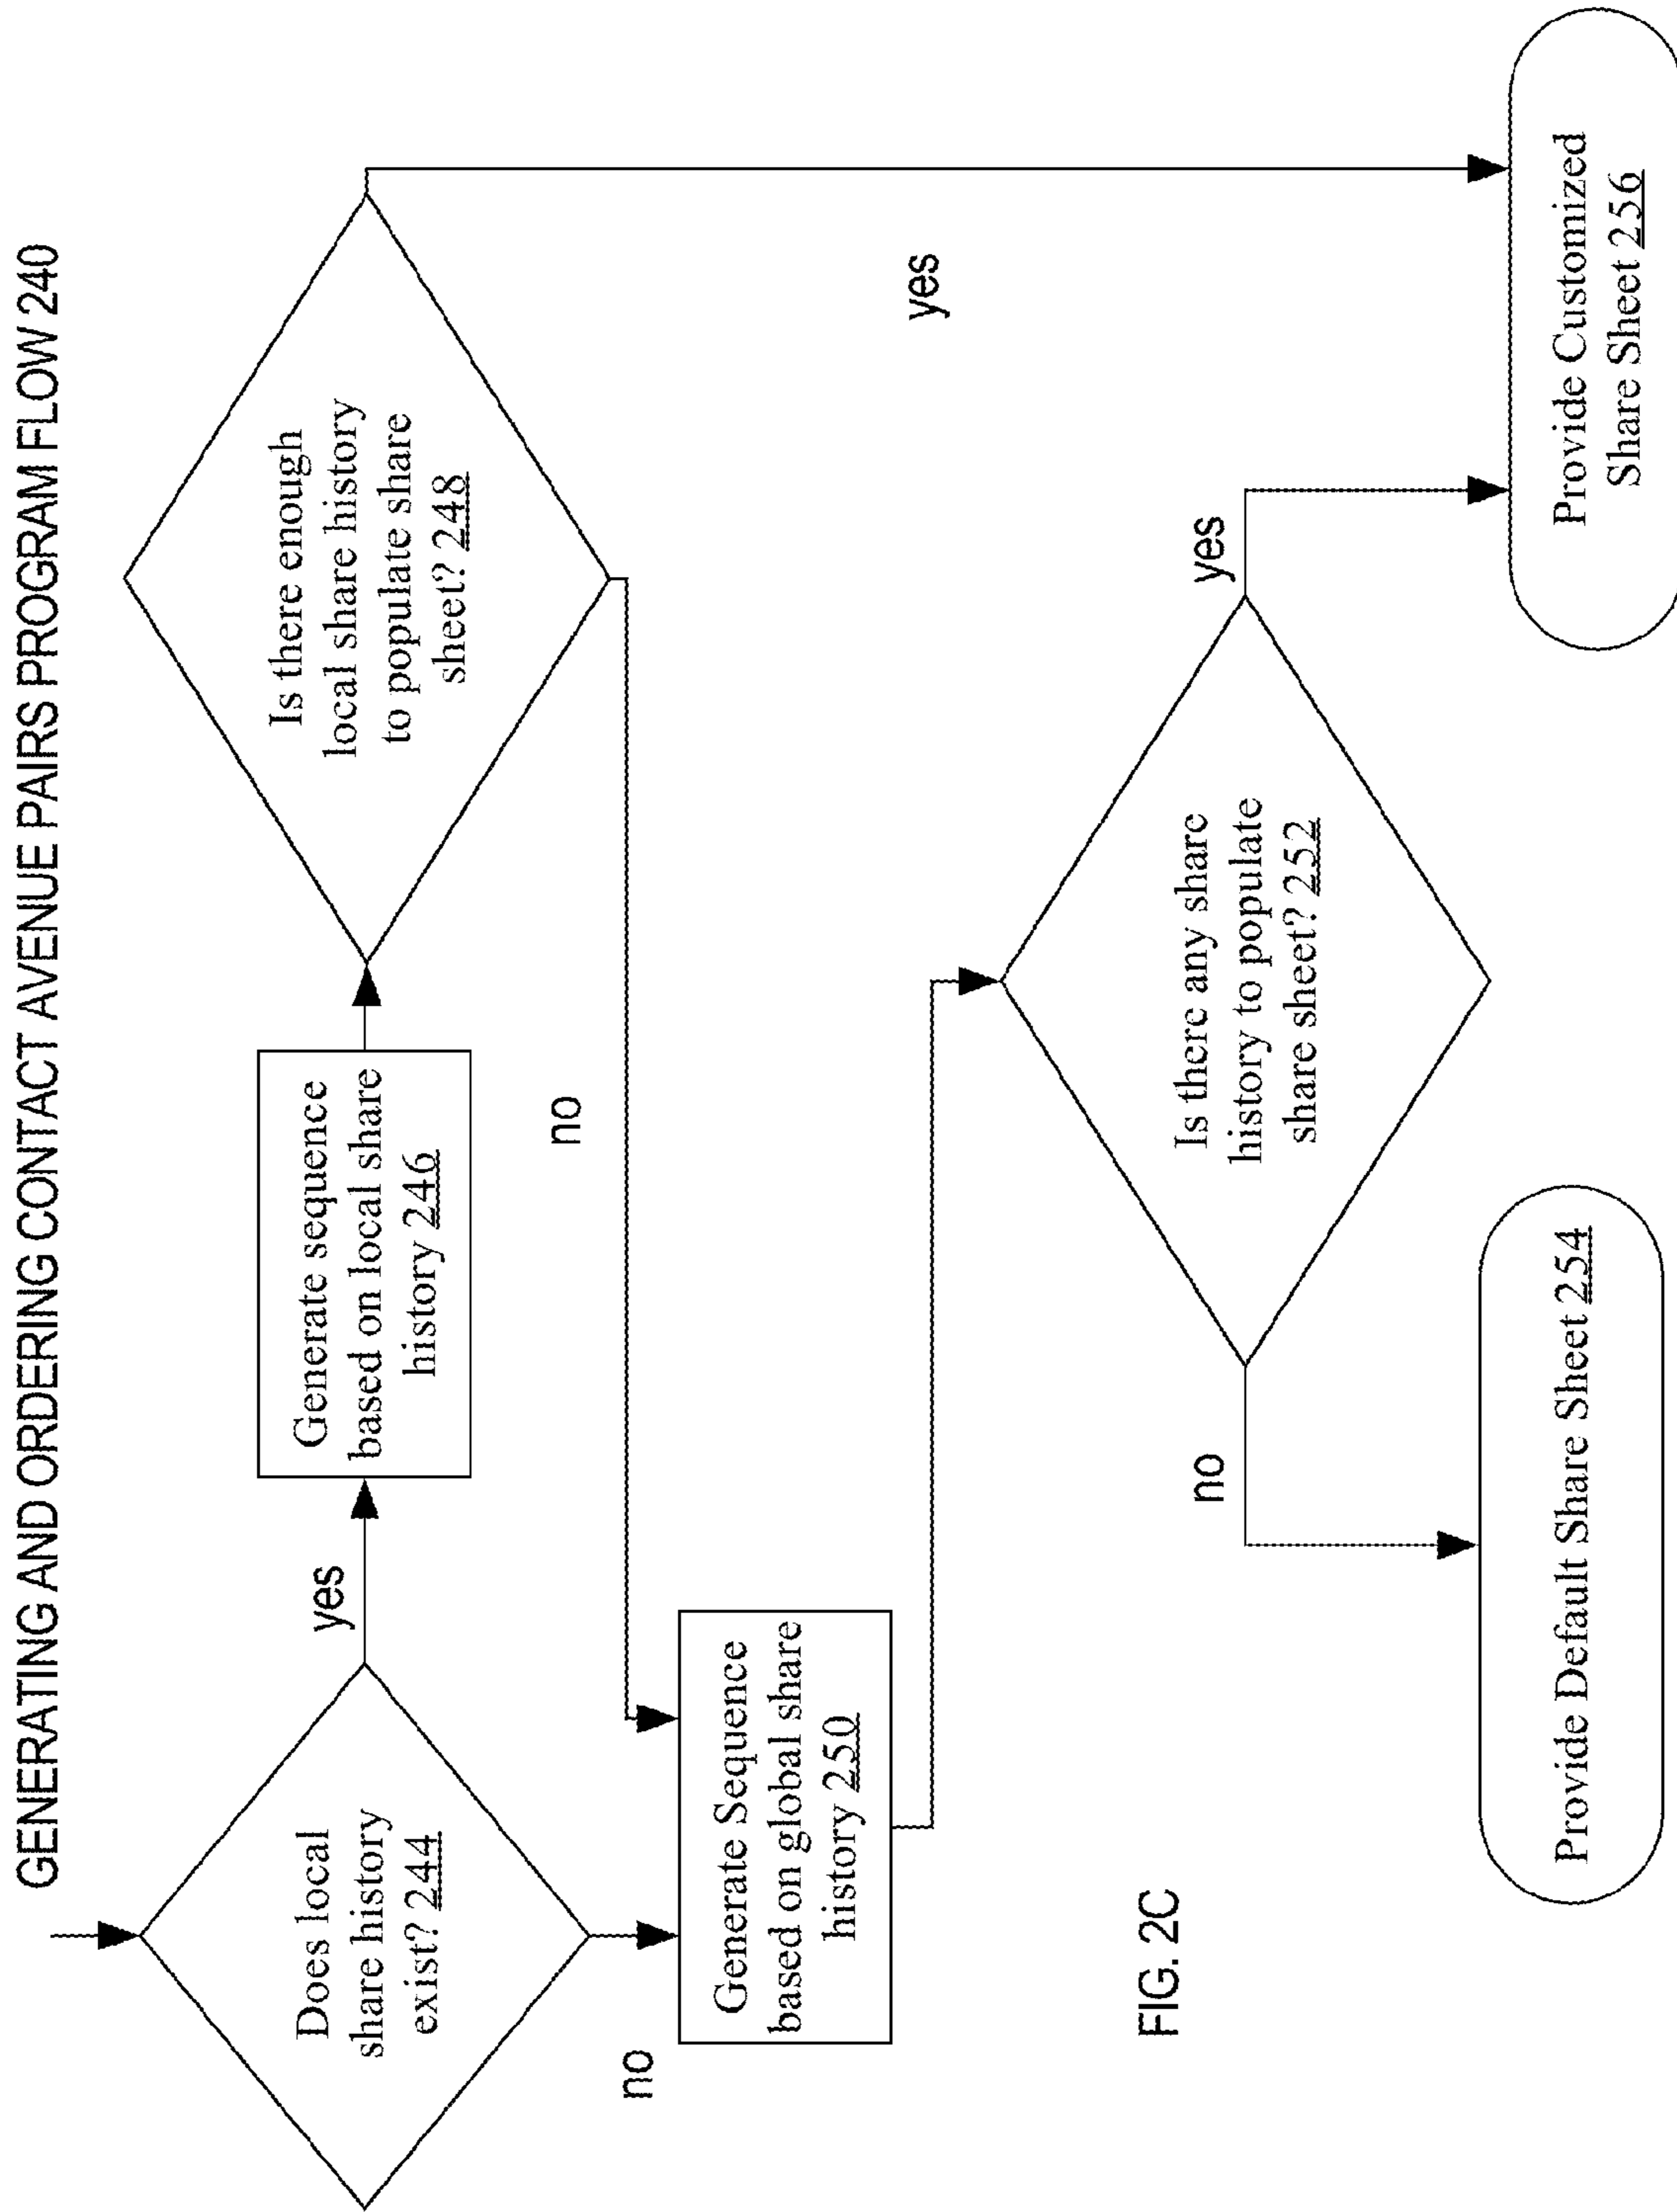 GENERATING AND ORDERING CONTACT AVENUE PAIRS PROGRAM FLOW 240
Does local
share history
exist? 244
yes
no
Generate sequence
based on local share
history 246
Is there enough
local share history
to populate share
sheet? 248
no
yes
Generate Sequence
based on global share
history 250
Is there any share
history to populate
share sheet? 252
no
yes
Provide Default Share Sheet 254
Provide Customized
Share Sheet 256
FIG. 2C